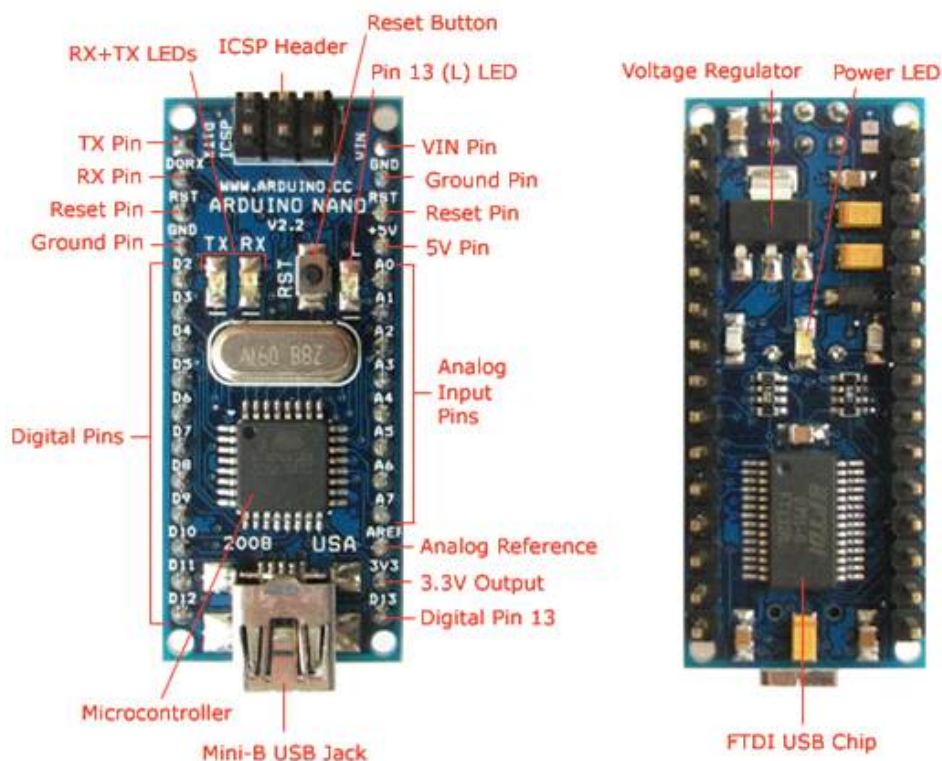 Reset Button
ICSP Header
RX+TX LEDs
Pin 13 (L) LED
Voltage Regulator
Power LED
TX Pin
RX Pin
Reset Pin
Ground Pin
Digital Pins
VIN Pin
Ground Pin
Reset Pin
5V Pin
Analog
Input
Pins
Analog Reference
3.3V Output
Digital Pin 13
Microcontroller
Mini-B USB Jack
FTDI USB Chip
ICSP
VIN
GND
WWW.ARDUINO.CC
ARDUINO NANO
V2.2
RST
RST
GND
+5V
TX RX
RST
L
D2
D3
D4
D5
D6
D7
D8
D9
D10
D11
D12
A0
A1
A2
A3
A4
A5
A6
A7
AREF
3V3
D13
2008 USA